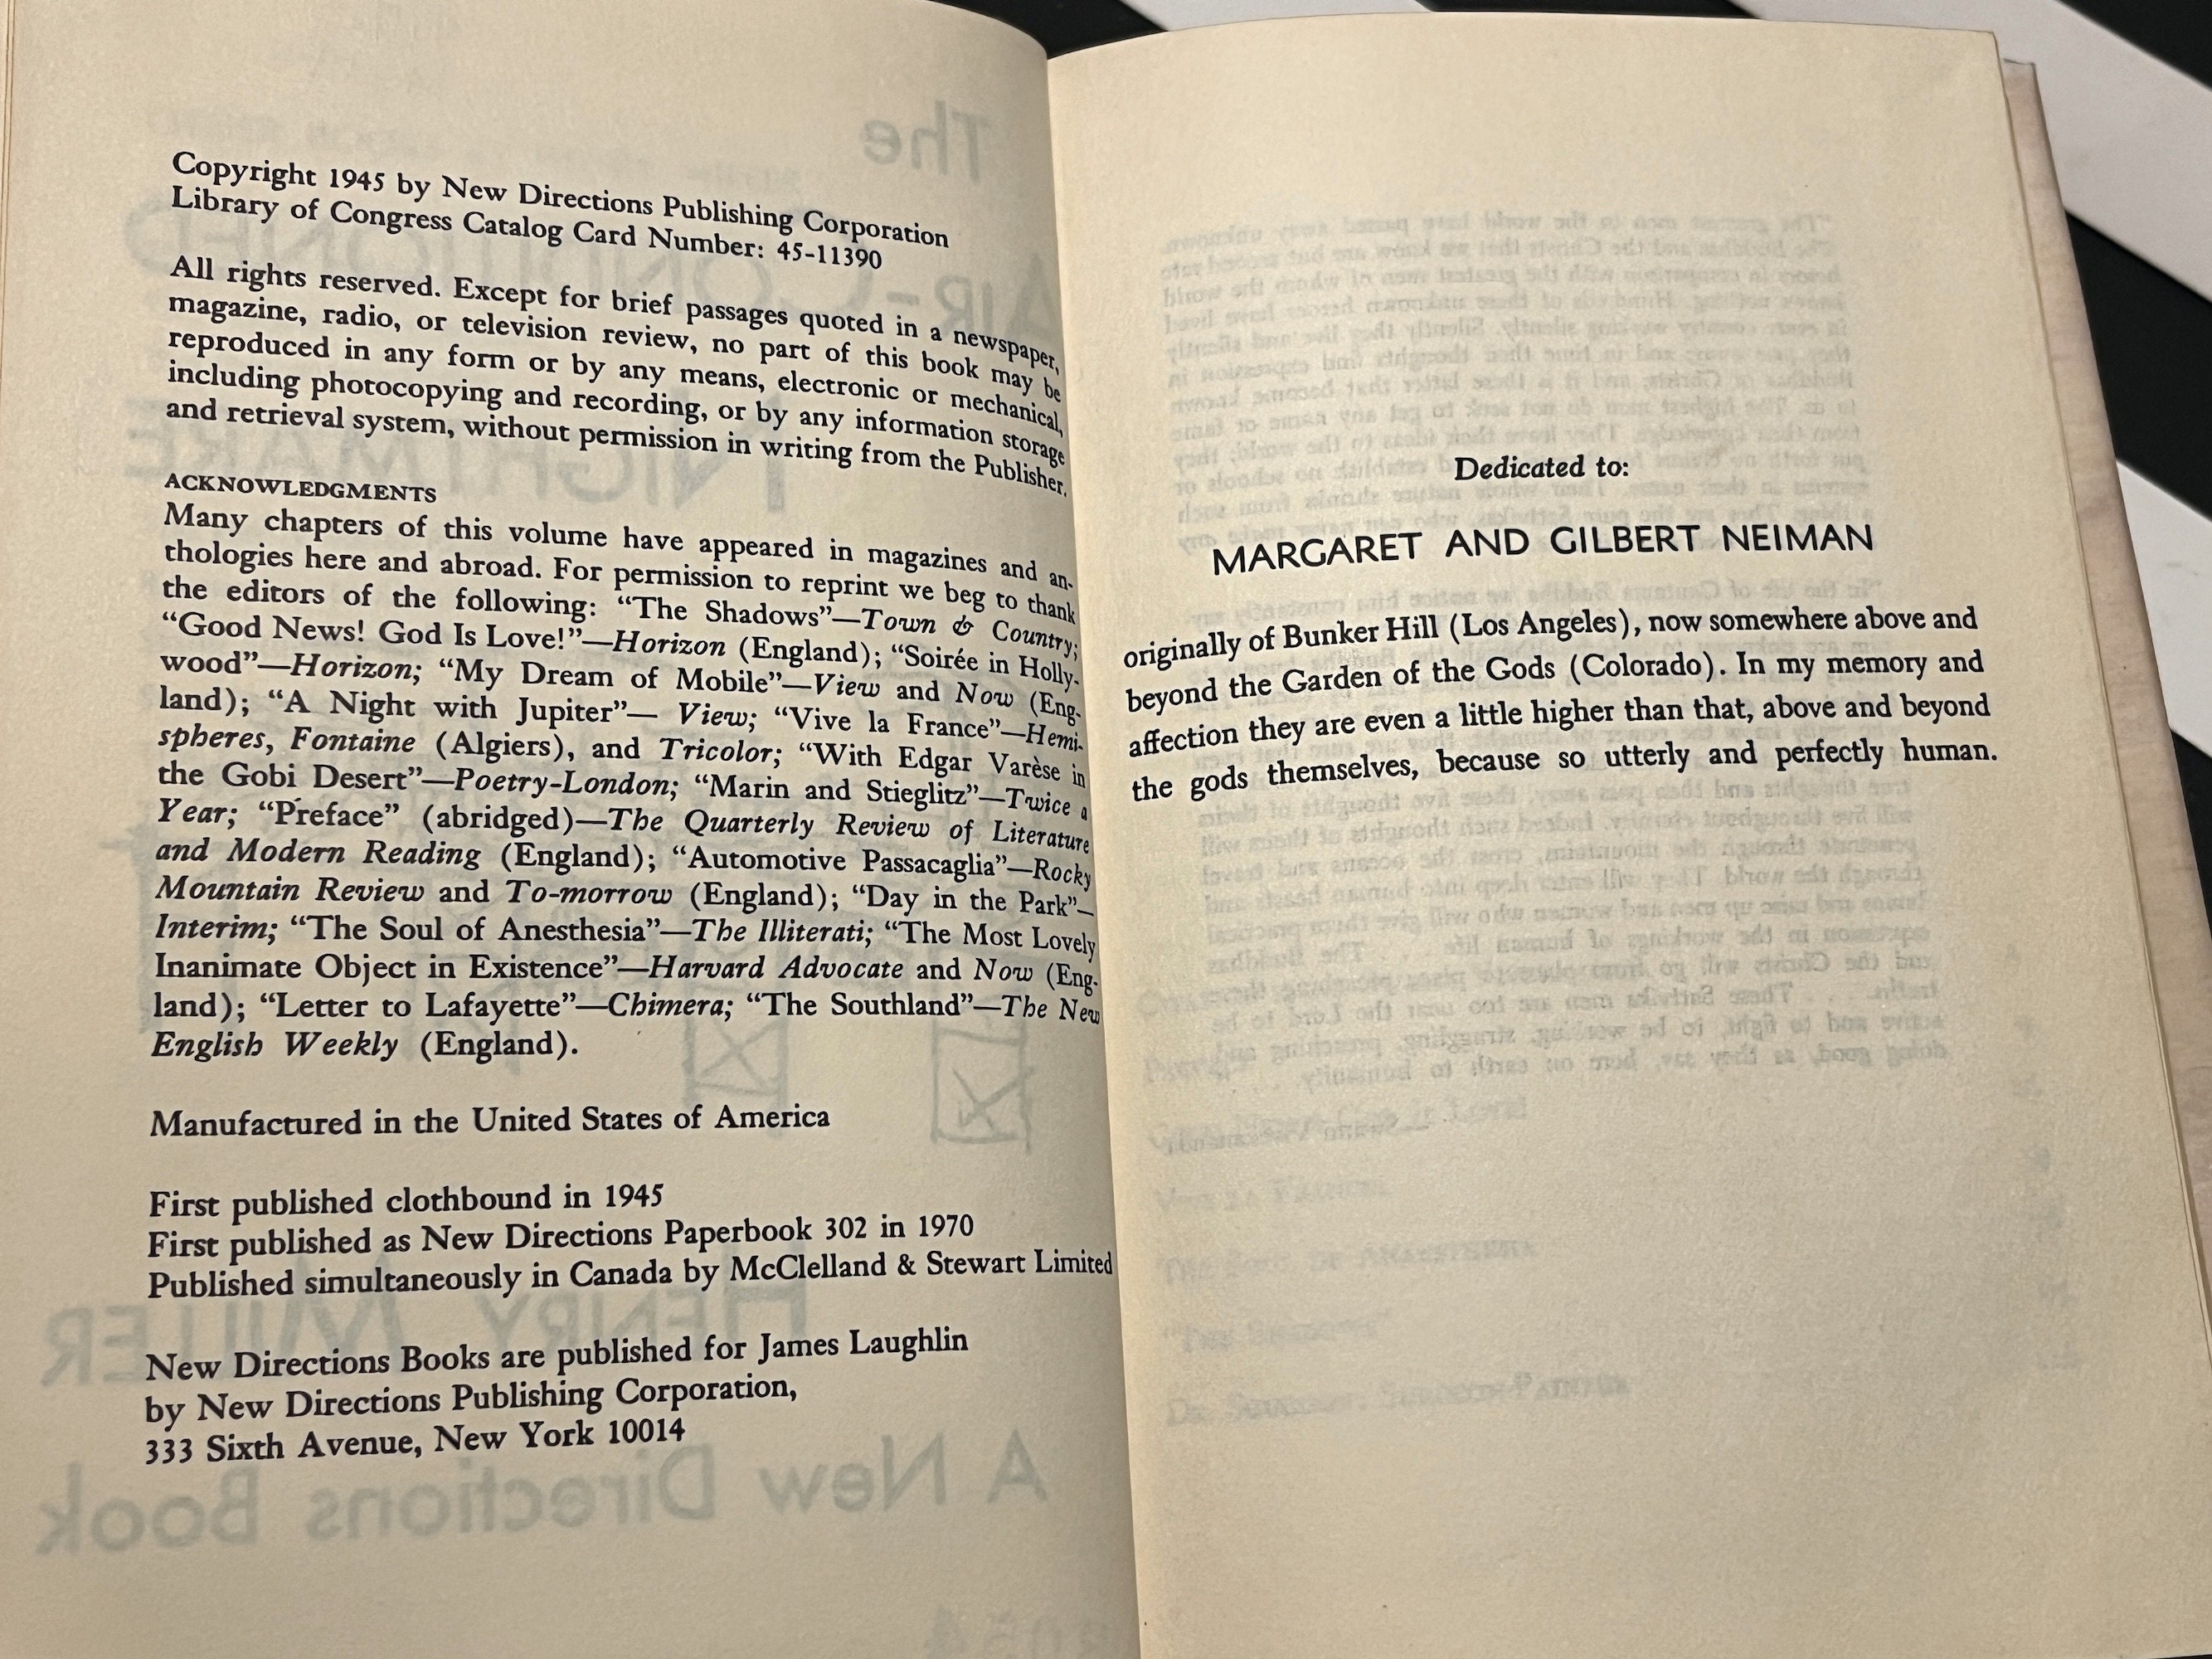 Copyright 1945 by New Directions Publishing Corporation
Library of Congress Catalog Card Number: 45-11390
All rights reserved. Except for brief passages quoted in a newspaper,
magazine, radio, or television review, no part of this book may be
reproduced in any form or by any means, electronic or mechanical,
including photocopying and recording, or by any information storage
and retrieval system, without permission in writing from the Publisher.
ACKNOWLEDGMENTS
Many chapters of this volume have appeared in magazines and an-
thologies here and abroad. For permission to reprint we beg to thank
the editors of the following: “The Shadows”—Town & Country;
“Good News! God Is Love!”—Horizon (England); “Soirée in Holly-
wood”—Horizon; “My Dream of Mobile”—View and Now (Eng-
land); “A Night with Jupiter”— View; “Vive la France”—Hemi-
spheres, Fontaine (Algiers), and Tricolor; “With Edgar Varèse in
the Gobi Desert”—Poetry-London; “Marin and Stieglitz”—Twice a
Year; “Preface” (abridged)—The Quarterly Review of Literature
and Modern Reading (England); “Automotive Passacaglia”—Rocky
Mountain Review and To-morrow (England); “Day in the Park”—
Interim; “The Soul of Anesthesia”—The Illiterati; “The Most Lovely
Inanimate Object in Existence”—Harvard Advocate and Now (Eng-
land); “Letter to Lafayette”—Chimera; “The Southland”—The New
English Weekly (England).
Manufactured in the United States of America
First published clothbound in 1945
First published as New Directions Paperbook 302 in 1970
Published simultaneously in Canada by McClelland & Stewart Limited
New Directions Books are published for James Laughlin
by New Directions Publishing Corporation,
333 Sixth Avenue, New York 10014
Dedicated to:
MARGARET AND GILBERT NEIMAN
originally of Bunker Hill (Los Angeles), now somewhere above and
beyond the Garden of the Gods (Colorado). In my memory and
affection they are even a little higher than that, above and beyond
the gods themselves, because so utterly and perfectly human.